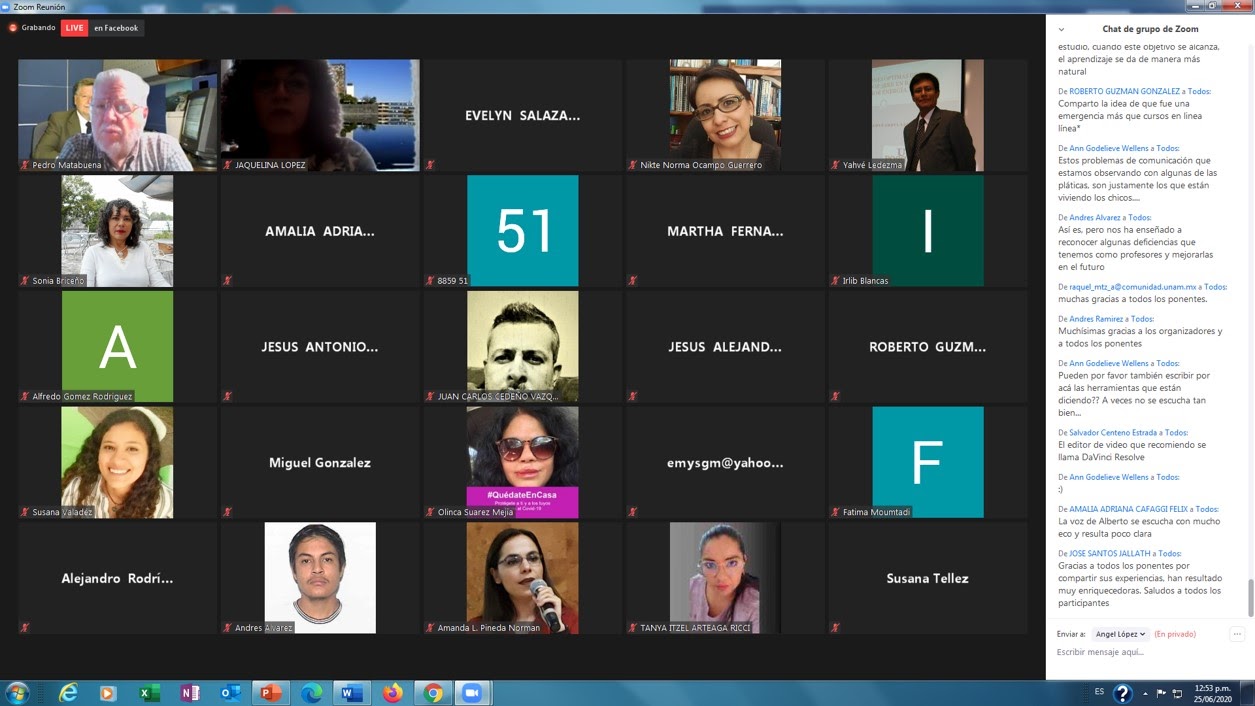 Zoom Reunión
Grabando LIVE en Facebook
Pedro Matabuena
JAQUELINA LOPEZ
EVELYN SALAZA...
Nikte Norma Ocampo Guerrero
Yahvé Ledezma
Sonia Briceño
AMALIA ADRIA...
51
8859 51
MARTHA FERNA...
I
Irlib Blancas
A
Alfredo Gomez Rodriguez
JESUS ANTONIO...
JUAN CARLOS CEDEÑO VAZQ...
JESUS ALEJAND...
ROBERTO GUZM...
Susana Valadez
Miguel Gonzalez
#QuédateEnCasa
Olinca Suarez Mejía
emysgm@yahoo...
F
Fatima Moumtadi
Alejandro Rodrí...
Andres Alvarez
Amanda L. Pineda Norman
TANYA ITZEL ARTEAGA RICCI
Susana Tellez
Chat de grupo de Zoom
estudio, cuando este objetivo se alcanza,
el aprendizaje se da de manera más
natural
De ROBERTO GUZMAN GONZALEZ a Todos:
Comparto la idea de que fue una
emergencia más que cursos en linea
línea*
De Ann Godelieve Wellens a Todos:
Estos problemas de comunicación que
estamos observando con algunas de las
pláticas, son justamente los que están
viviendo los chicos....
De Andres Alvarez a Todos:
Así es, pero nos ha enseñado a
reconocer algunas deficiencias que
tenemos como profesores y mejorarlas
en el futuro
De raquel_mtz_a@comunidad.unam.mx a Todos:
muchas gracias a todos los ponentes.
De Andres Ramirez a Todos:
Muchísimas gracias a los organizadores y
a todos los ponentes
De Ann Godelieve Wellens a Todos:
Pueden por favor también escribir por
acá las herramientas que están
diciendo?? A veces no se escucha tan
bien...
De Salvador Centeno Estrada a Todos:
El editor de video que recomiendo se
llama DaVinci Resolve
De Ann Godelieve Wellens a Todos:
:)
De AMALIA ADRIANA CAFAGGI FELIX a Todos:
La voz de Alberto se escucha con mucho
eco y resulta poco clara
De JOSE SANTOS JALLATH a Todos:
Gracias a todos los ponentes por
compartir sus experiencias, han resultado
muy enriquecedoras. Saludos a todos los
participantes
Enviar a: Angel López (En privado)
Escribir mensaje aquí...
ES
12:53 p.m.
25/06/2020